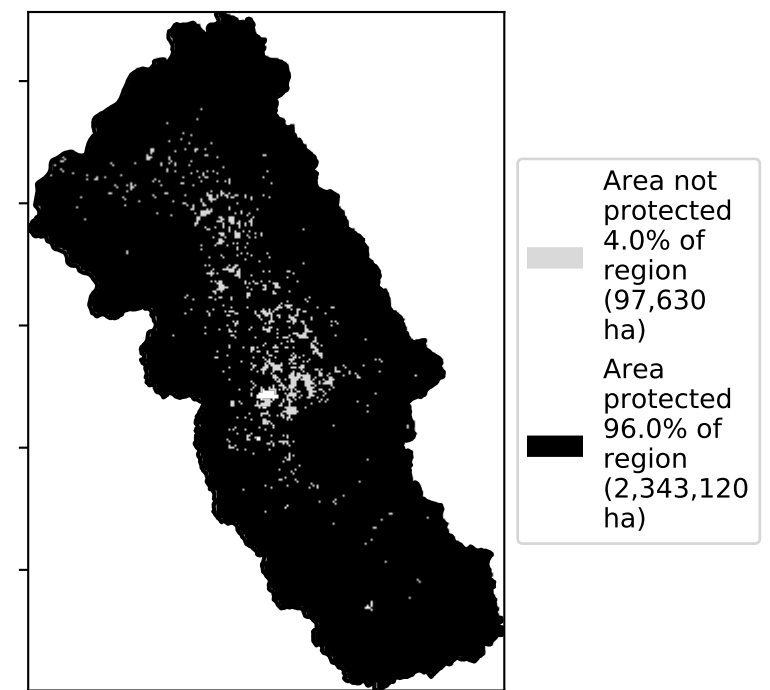 Area not
protected
4.0% of
region
(97,630
ha)
Area
protected
96.0% of
region
(2,343,120
ha)